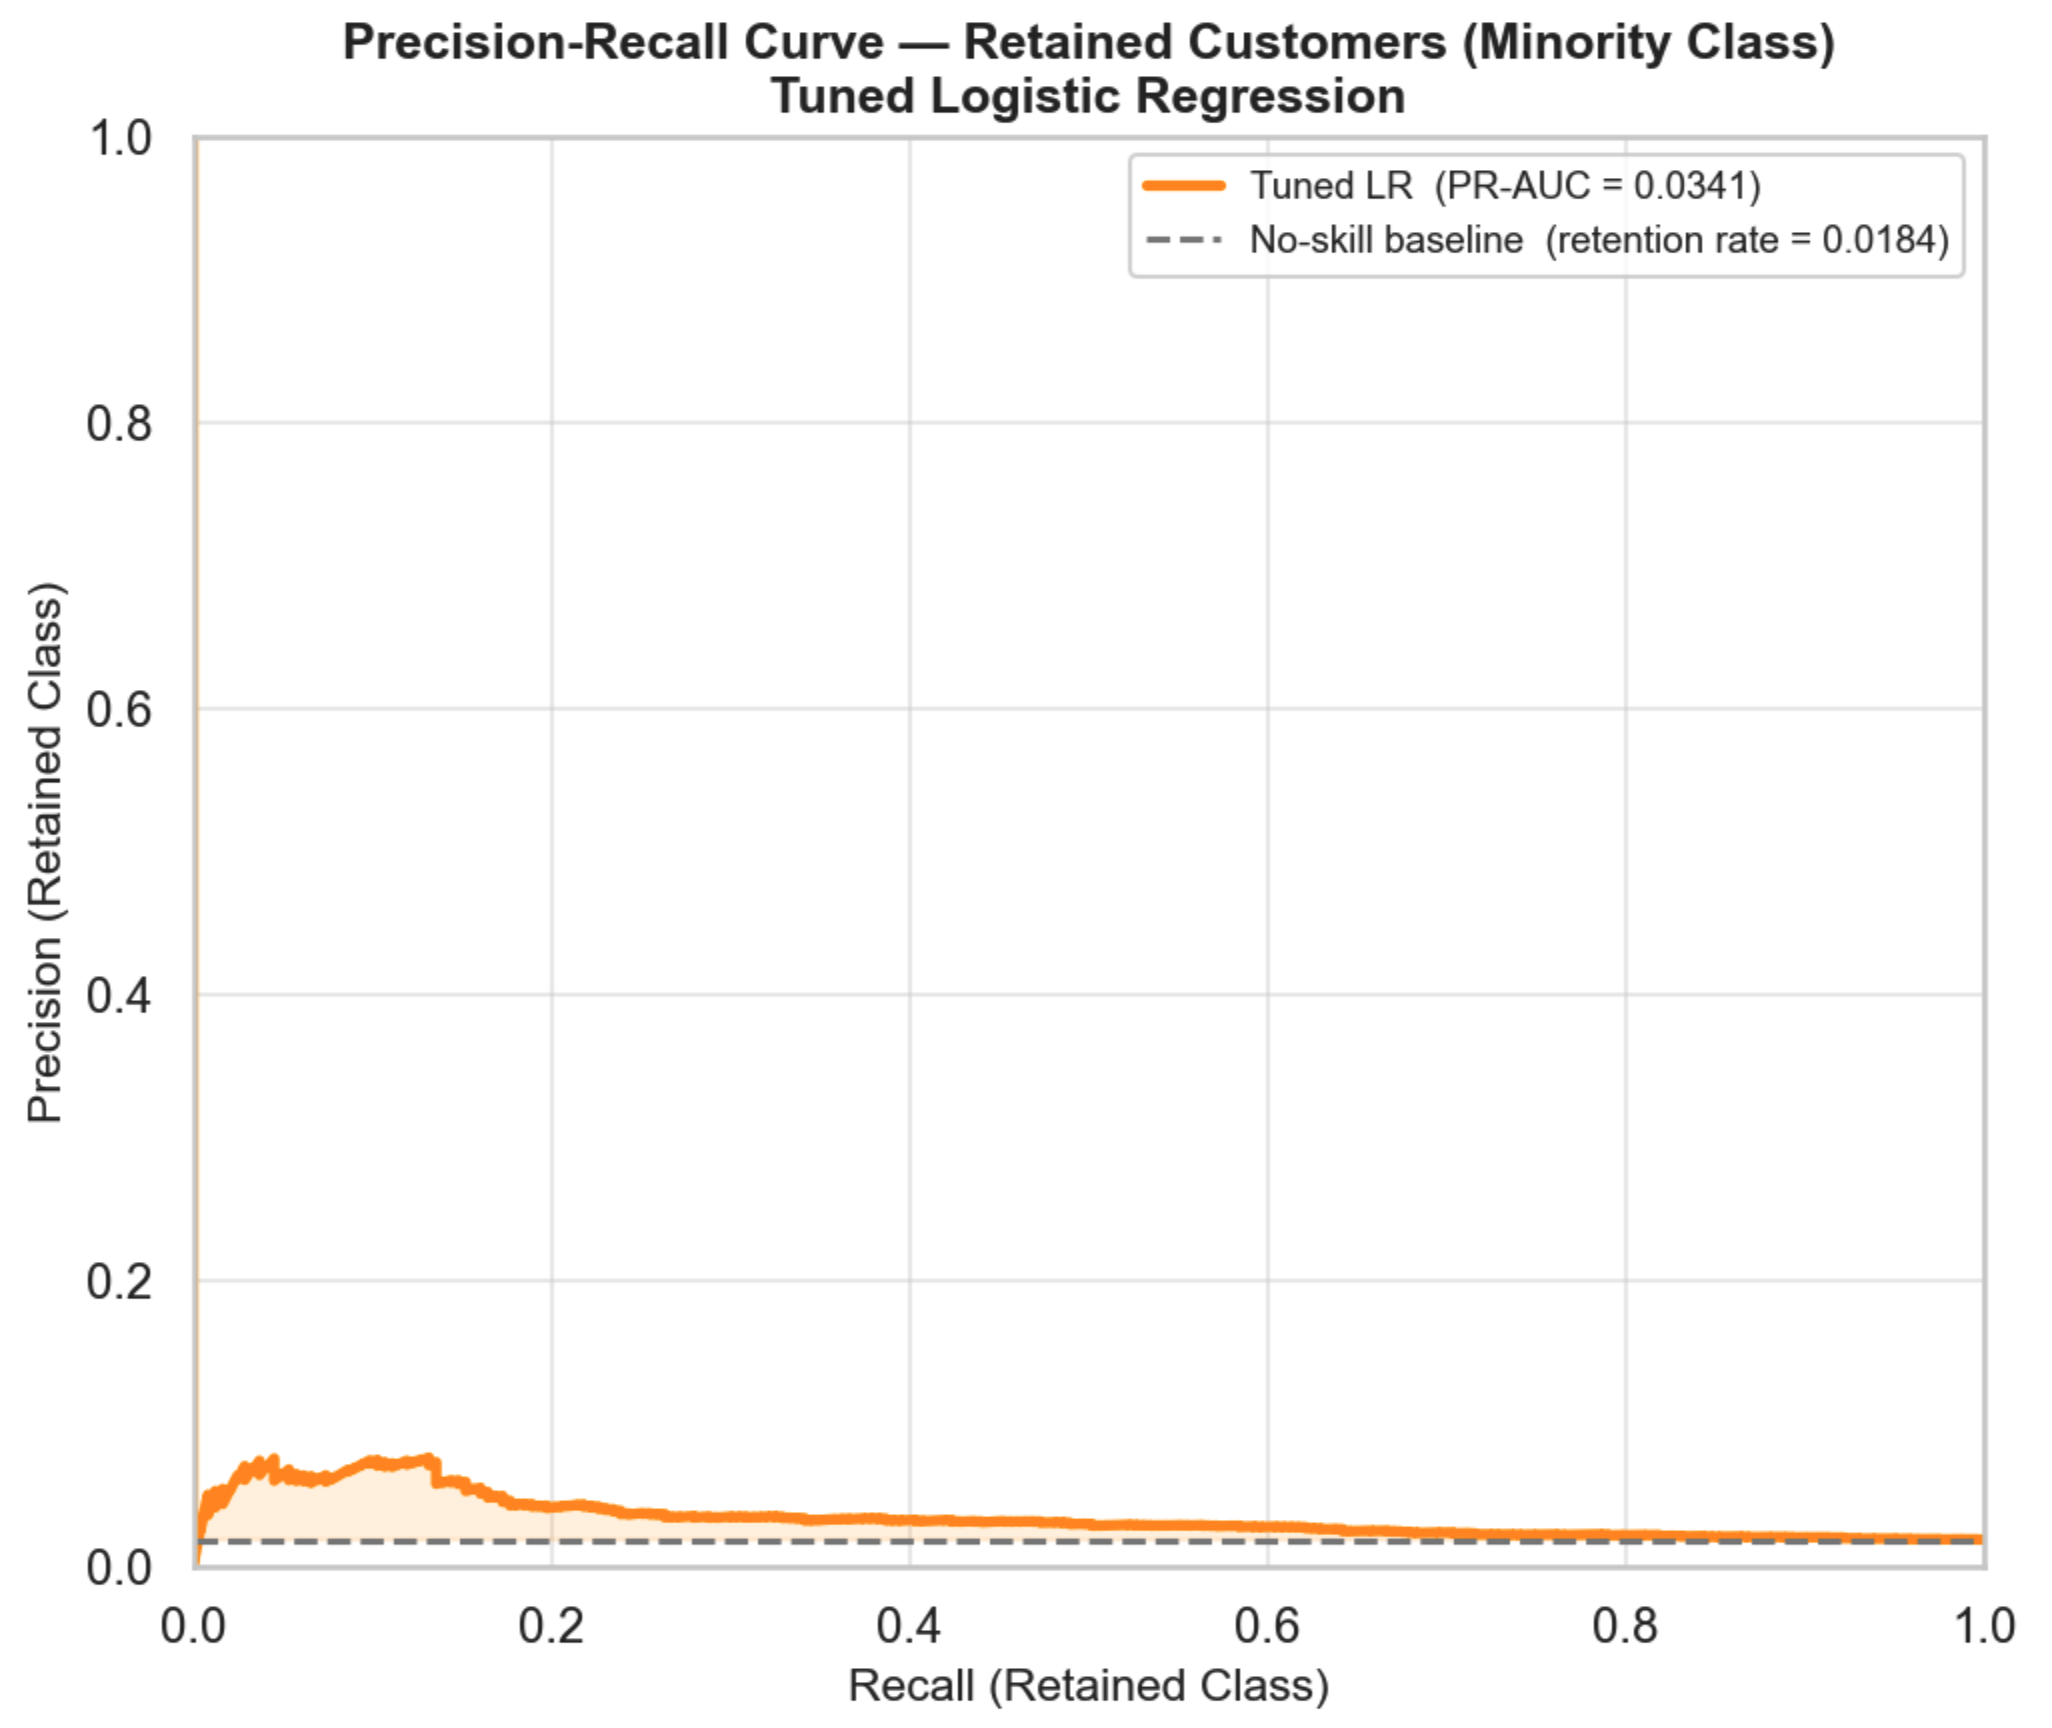 Precision-Recall Curve — Retained Customers (Minority Class)
Tuned Logistic Regression
Tuned LR (PR-AUC = 0.0341)
No-skill baseline (retention rate = 0.0184)
Precision (Retained Class)
1.0
0.8
0.6
0.4
0.2
0.0
0.0 0.2 0.4 0.6 0.8 1.0
Recall (Retained Class)